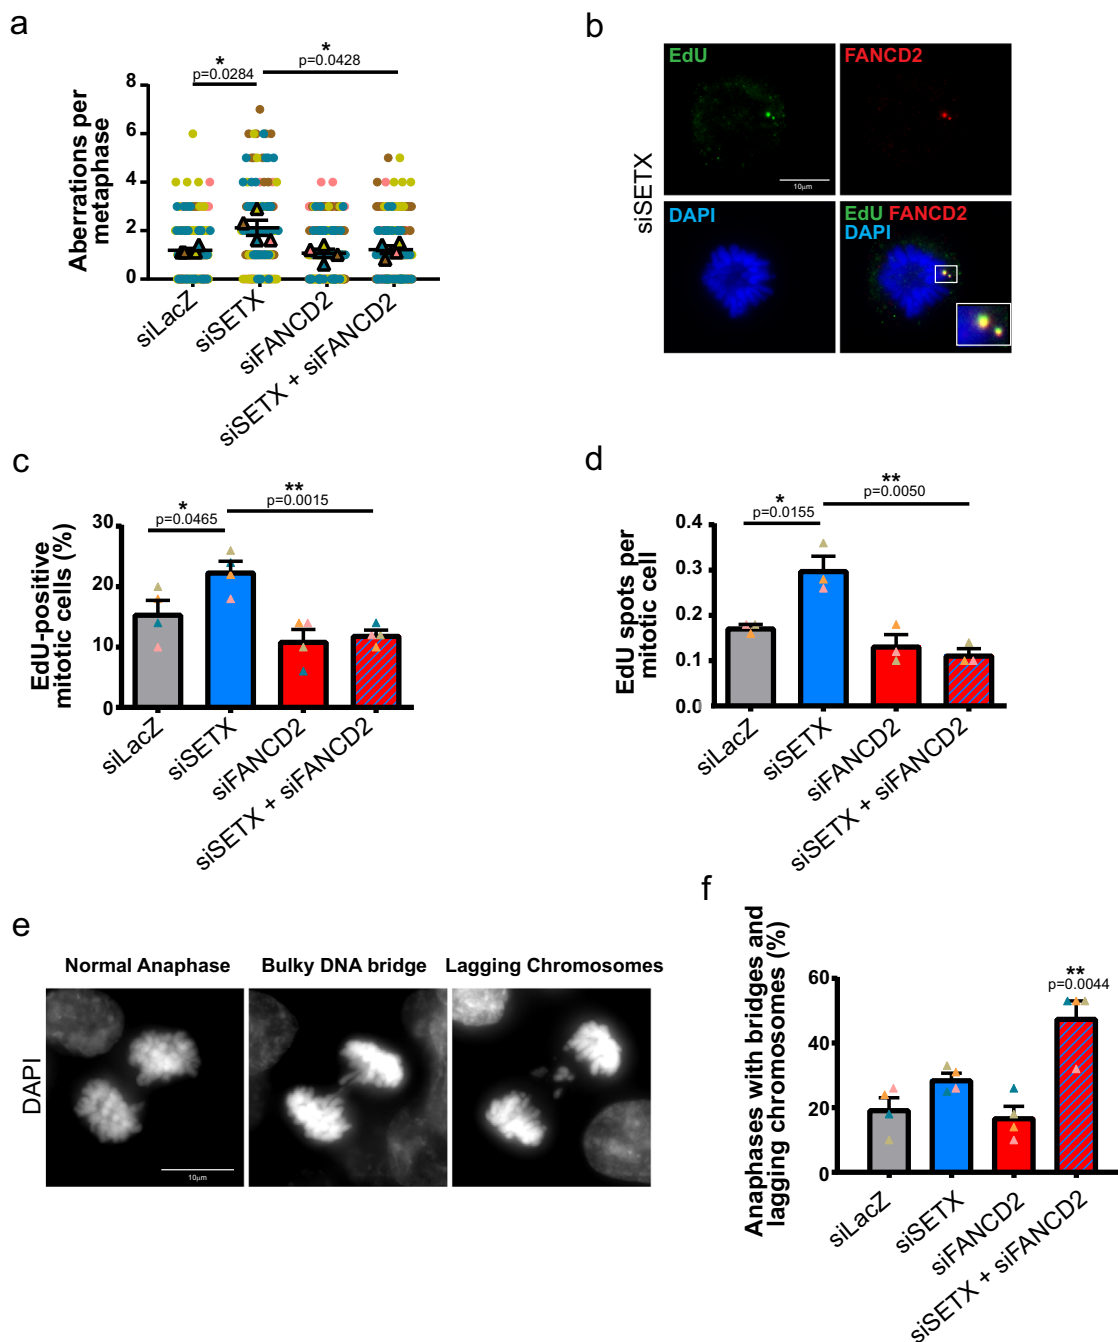 a
*
p=0.0284
*
p=0.0428
Aberrations per
metaphase
8
6
4
2
0
siLacZ
siSETX
siFANCD2
siSETX + siFANCD2
b
siSETX
EdU
10μm
FANCD2
DAPI
EdU FANCD2
DAPI
c
*
p=0.0465
**
p=0.0015
EdU-positive
mitotic cells (%)
30
20
10
0
siLacZ
siSETX
siFANCD2
siSETX + siFANCD2
d
*
p=0.0155
**
p=0.0050
EdU spots per
mitotic cell
0.4
0.3
0.2
0.1
0.0
siLacZ
siSETX
siFANCD2
siSETX + siFANCD2
e
Normal Anaphase
Bulky DNA bridge
Lagging Chromosomes
DAPI
10μm
f
**
p=0.0044
Anaphases with bridges and
lagging chromosomes (%)
60
40
20
0
siLacZ
siSETX
siFANCD2
siSETX + siFANCD2